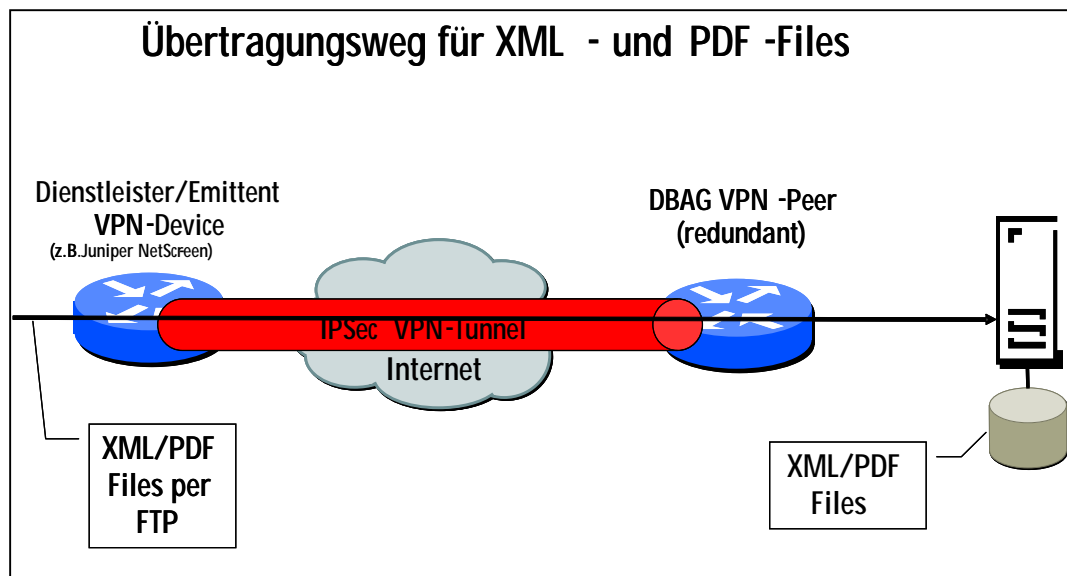 Übertragungsweg für XML - und PDF -Files
Dienstleister/Emittent
VPN-Device
(z.B.Juniper NetScreen)
DBAG VPN -Peer
(redundant)
IPSec VPN-Tunnel
Internet
XML/PDF
Files per
FTP
XML/PDF
Files